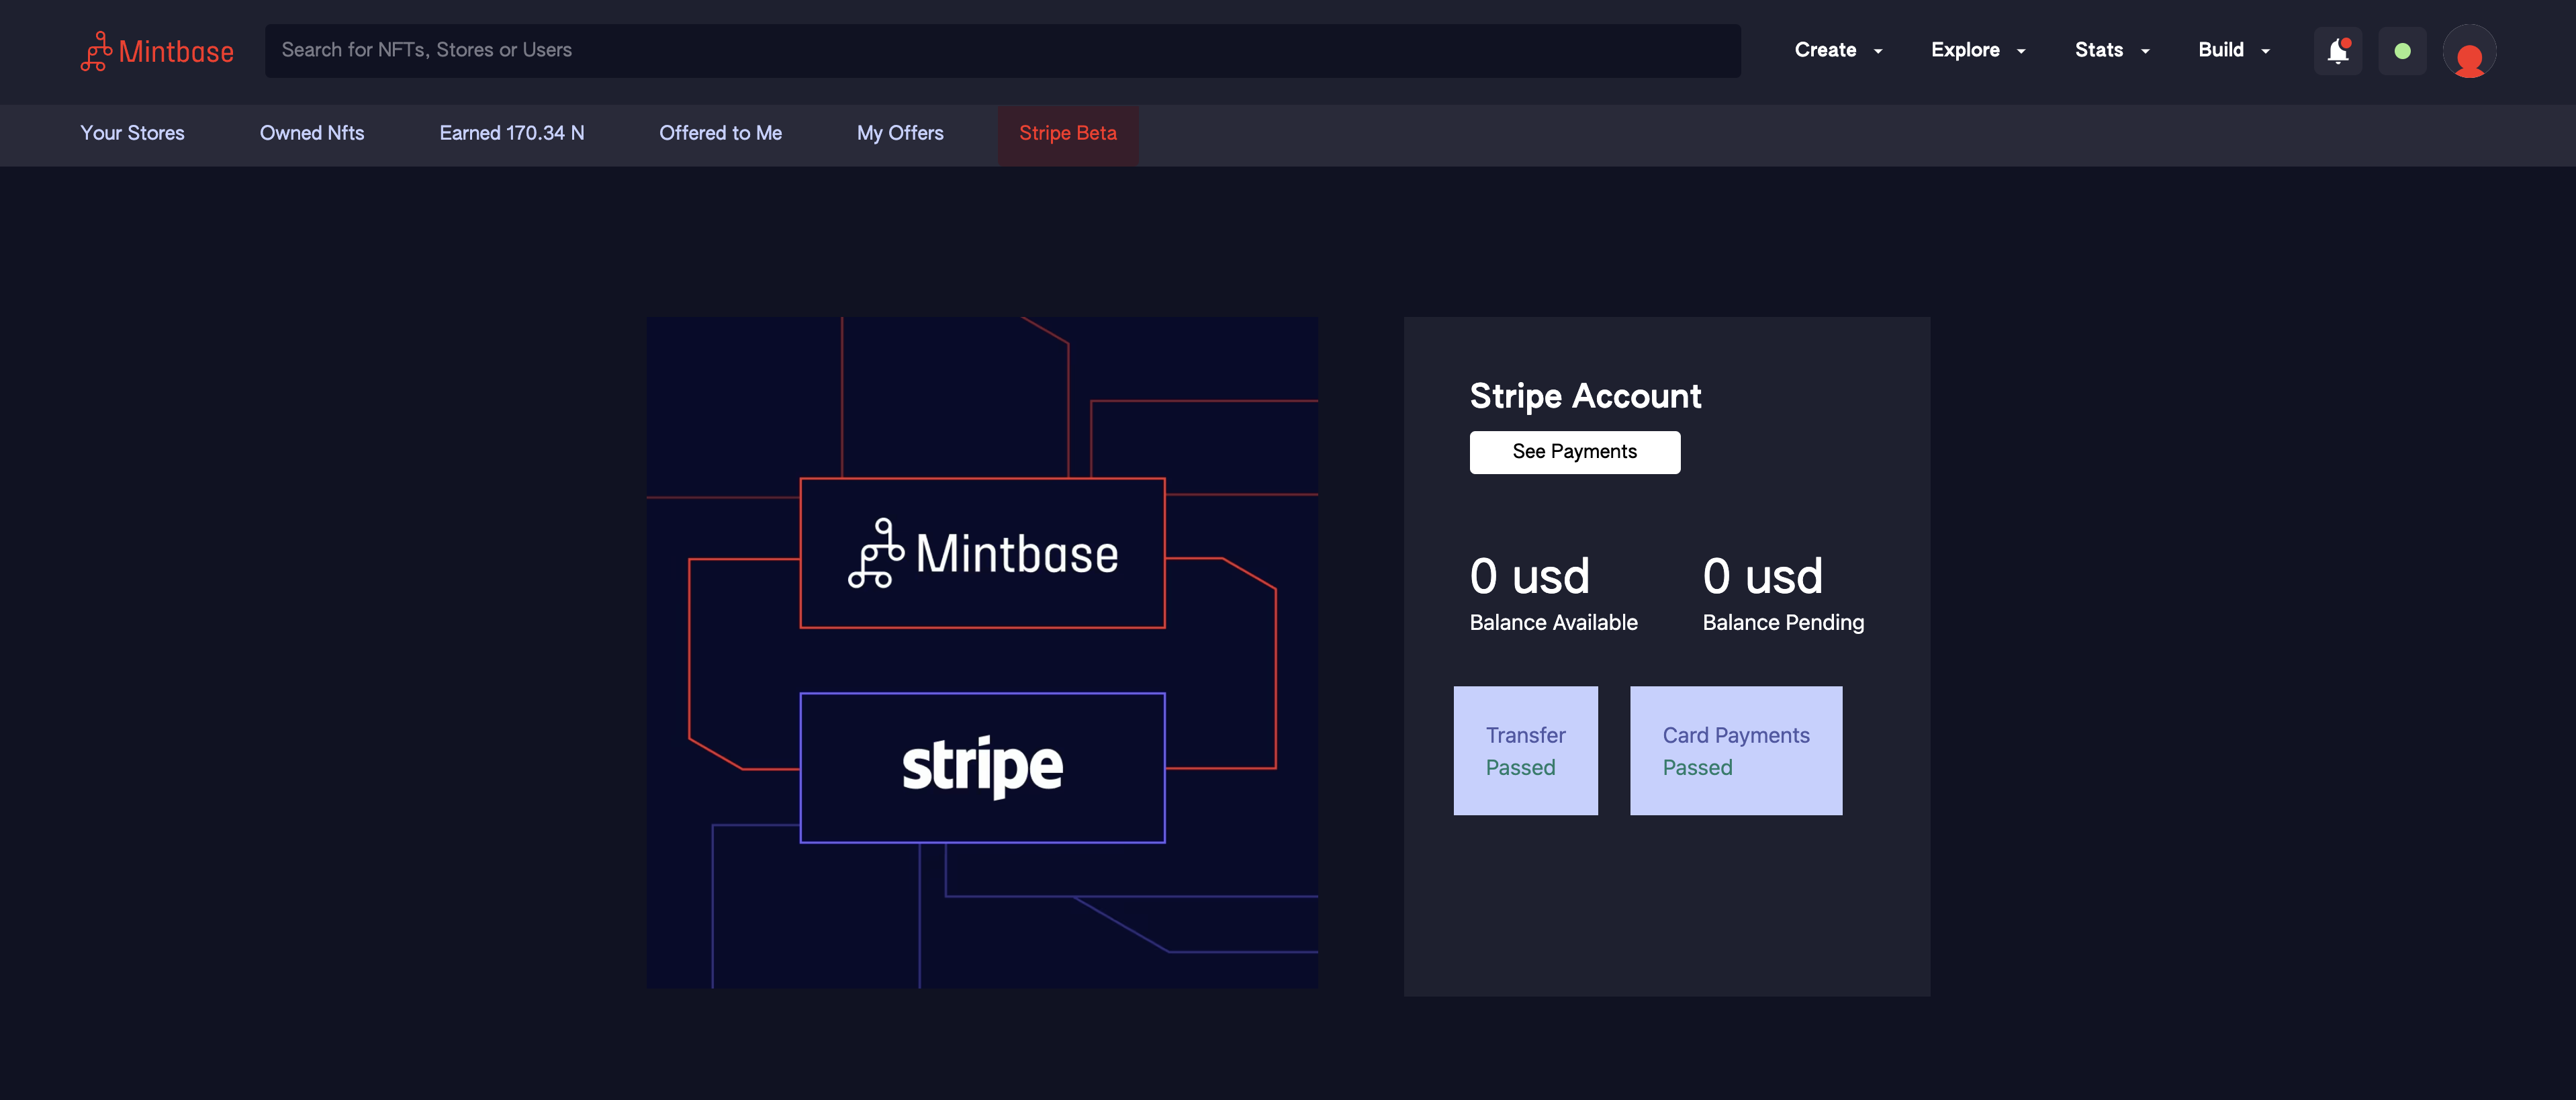 Mintbase
Search for NFTs, Stores or Users
Create
Explore
Stats
Build
Your Stores
Owned Nfts
Earned 170.34 N
Offered to Me
My Offers
Stripe Beta
Mintbase
stripe
Stripe Account
See Payments
0 usd
Balance Available
0 usd
Balance Pending
Transfer
Passed
Card Payments
Passed